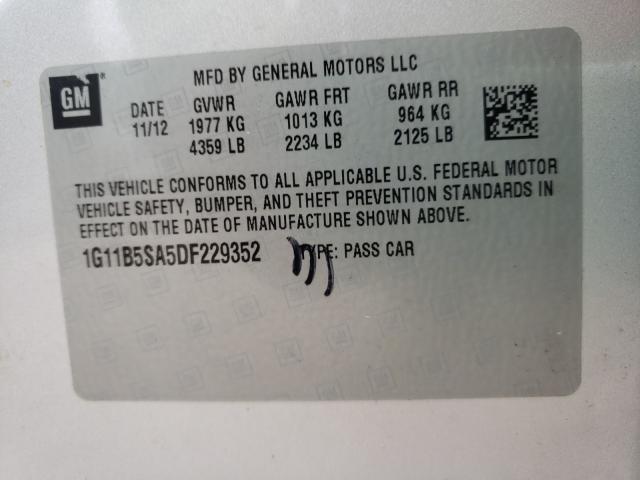 GM ®
MFD BY GENERAL MOTORS LLC
DATE GVWR GAWR FRT GAWR RR
11/12 1977 KG 1013 KG 964 KG
4359 LB 2234 LB 2125 LB
THIS VEHICLE CONFORMS TO ALL APPLICABLE U.S. FEDERAL MOTOR
VEHICLE SAFETY, BUMPER, AND THEFT PREVENTION STANDARDS IN
EFFECT ON THE DATE OF MANUFACTURE SHOWN ABOVE.
1G11B5SA5DF229352 TYPE: PASS CAR